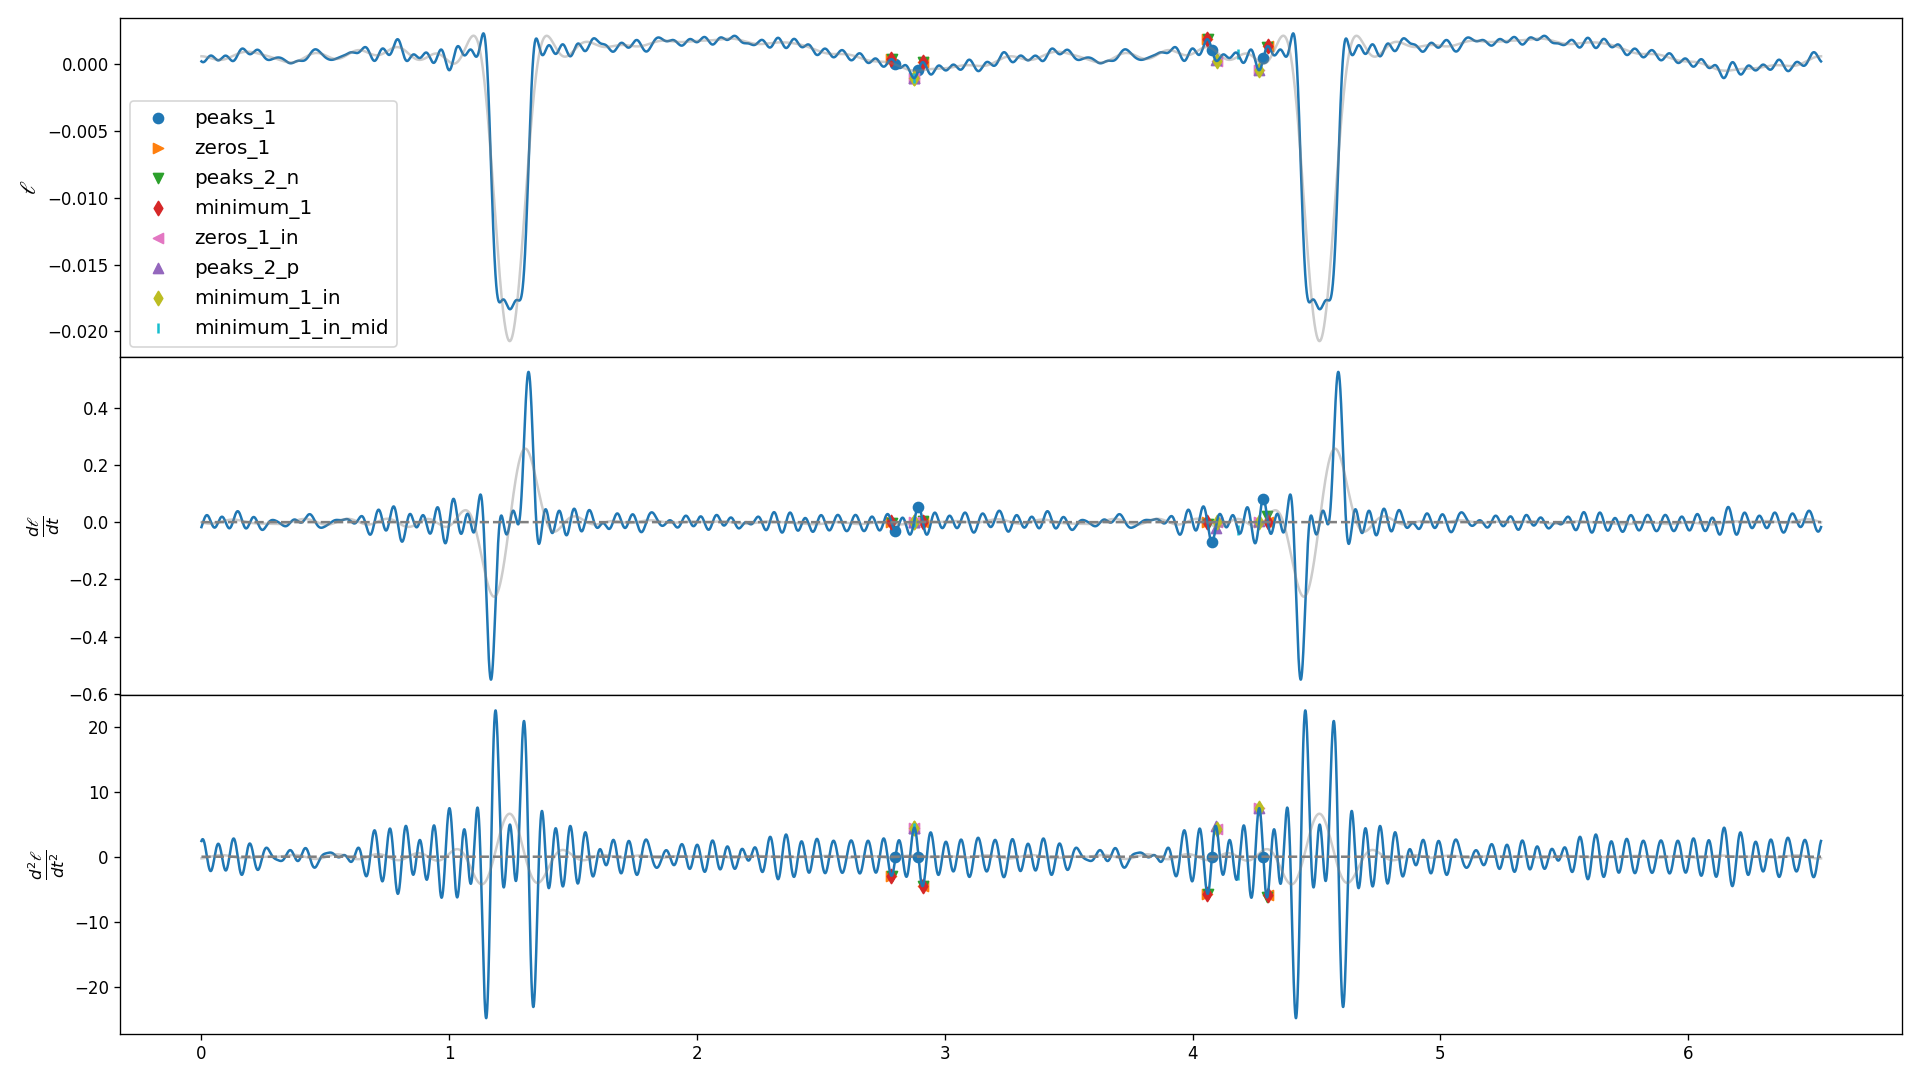 0.000
−0.005
−0.010
−0.015
−0.020
ℓ
peaks_1
zeros_1
peaks_2_n
minimum_1
zeros_1_in
peaks_2_p
minimum_1_in
minimum_1_in_mid
0.4
0.2
0.0
−0.2
−0.4
−0.6
dℓ/dt
20
10
0
−10
−20
d²ℓ/dt²
0 1 2 3 4 5 6